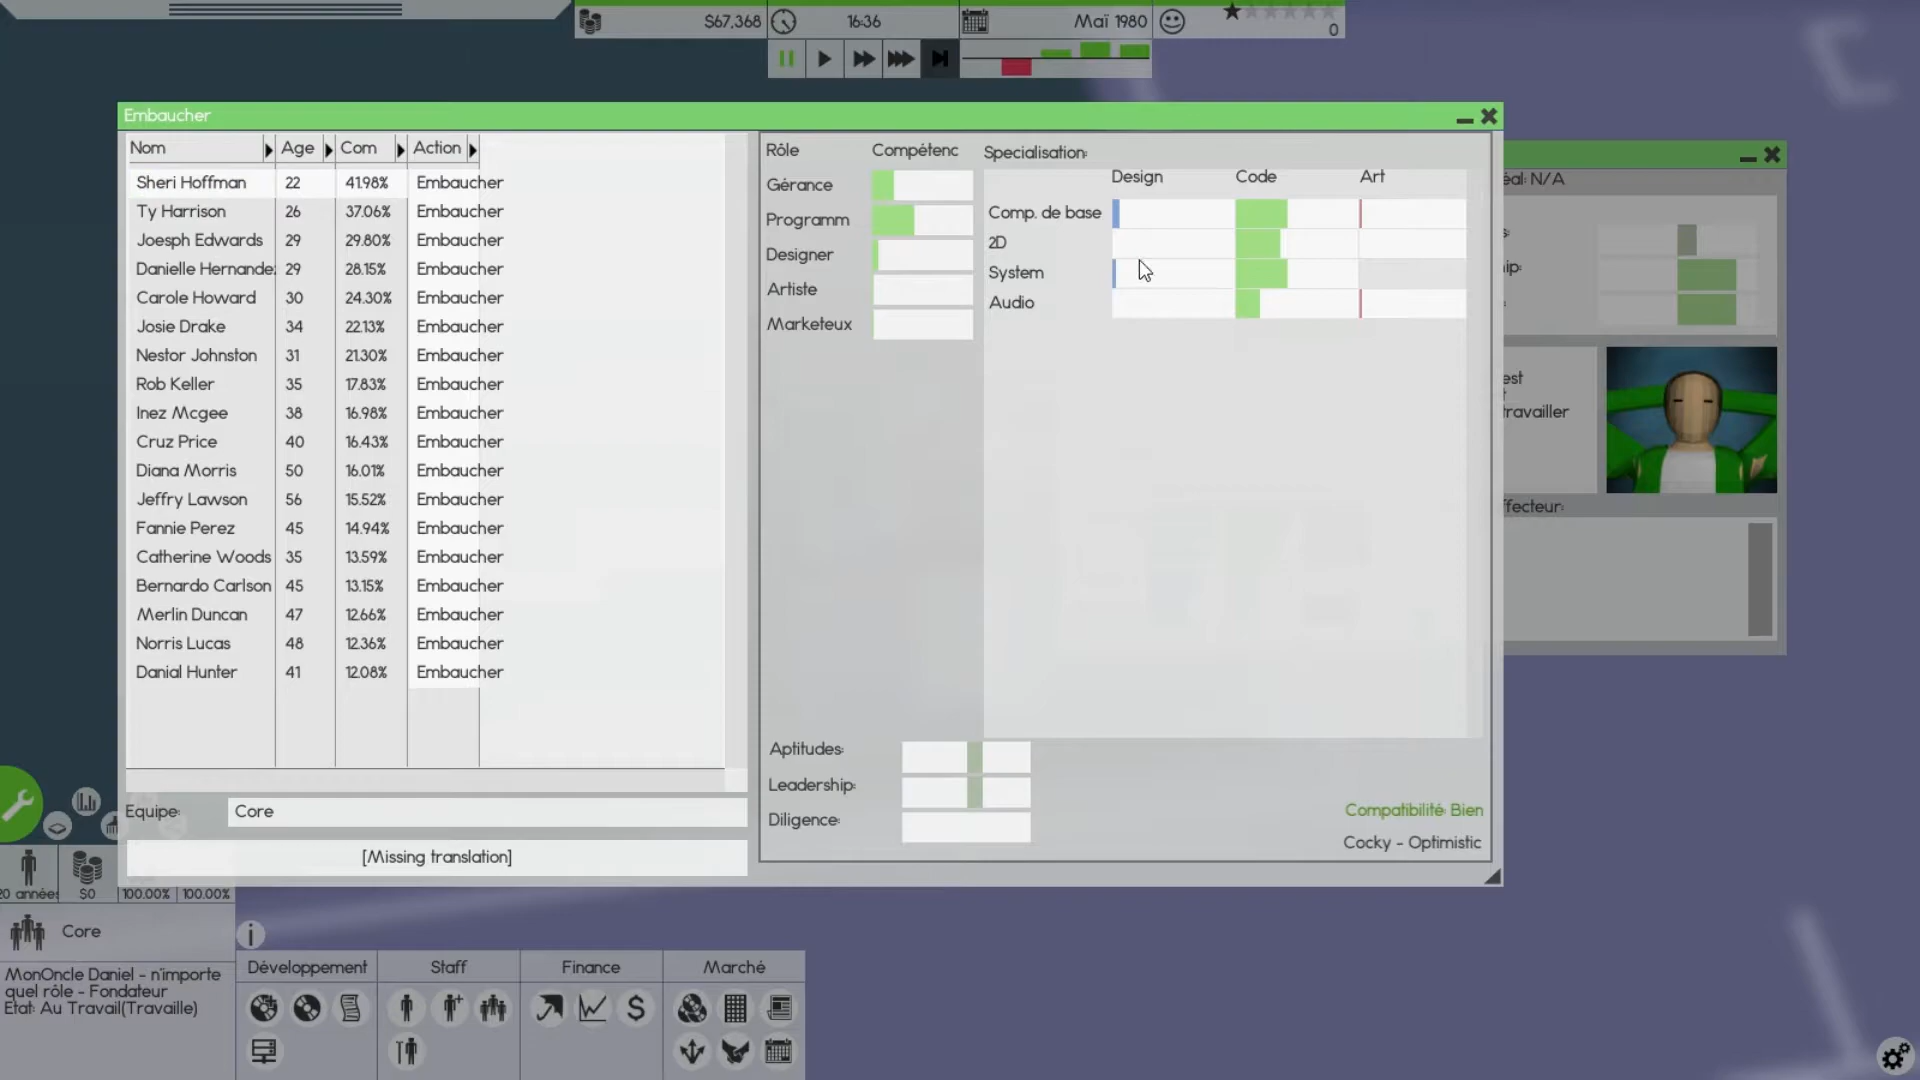 $67,368
16:36
Maï 1980
0
Embaucher
Nom Age Com Action
Sheri Hoffman 22 41.98% Embaucher
Ty Harrison 26 37.06% Embaucher
Joesph Edwards 29 29.80% Embaucher
Danielle Hernande 29 28.15% Embaucher
Carole Howard 30 24.30% Embaucher
Josie Drake 34 22.13% Embaucher
Nestor Johnston 31 21.30% Embaucher
Rob Keller 35 17.83% Embaucher
Inez Mcgee 38 16.98% Embaucher
Cruz Price 40 16.43% Embaucher
Diana Morris 50 16.01% Embaucher
Jeffry Lawson 56 15.52% Embaucher
Fannie Perez 45 14.94% Embaucher
Catherine Woods 35 13.59% Embaucher
Bernardo Carlson 45 13.15% Embaucher
Merlin Duncan 47 12.66% Embaucher
Norris Lucas 48 12.36% Embaucher
Danial Hunter 41 12.08% Embaucher
Equipe: Core
[Missing translation]
Rôle Compétenc
Gérance
Programm
Designer
Artiste
Marketeux
Specialisation:
Design Code Art
Comp. de base
2D
System
Audio
Aptitudes:
Leadership:
Diligence:
Compatibilité: Bien
Cocky - Optimistic
éal: N/A
s:
ip:
est
t
travailler
ffecteur:
20 années $0 100.00% 100.00%
Core
MonOncle Daniel - n'importe
quel rôle - Fondateur
Etat: Au Travail(Travaille)
Développement Staff Finance Marché